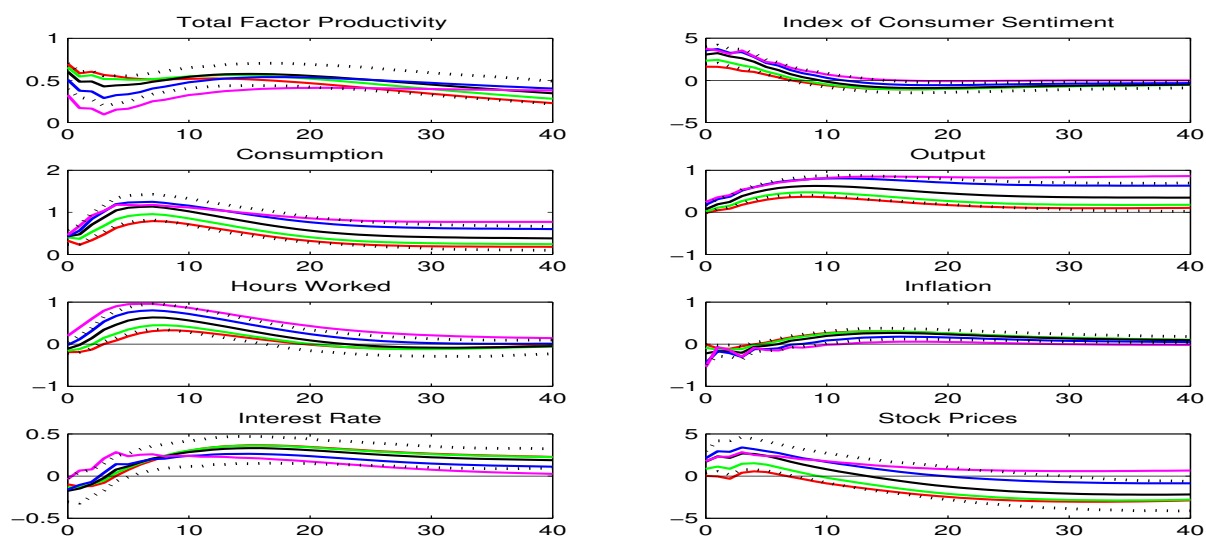 Total Factor Productivity
1
0.5
0
0 10 20 30 40
Index of Consumer Sentiment
5
0
−5
0 10 20 30 40
Consumption
2
1
0
0 10 20 30 40
Output
1
0
−1
0 10 20 30 40
Hours Worked
1
0
−1
0 10 20 30 40
Inflation
1
0
−1
0 10 20 30 40
Interest Rate
0.5
0
−0.5
0 10 20 30 40
Stock Prices
5
0
−5
0 10 20 30 40